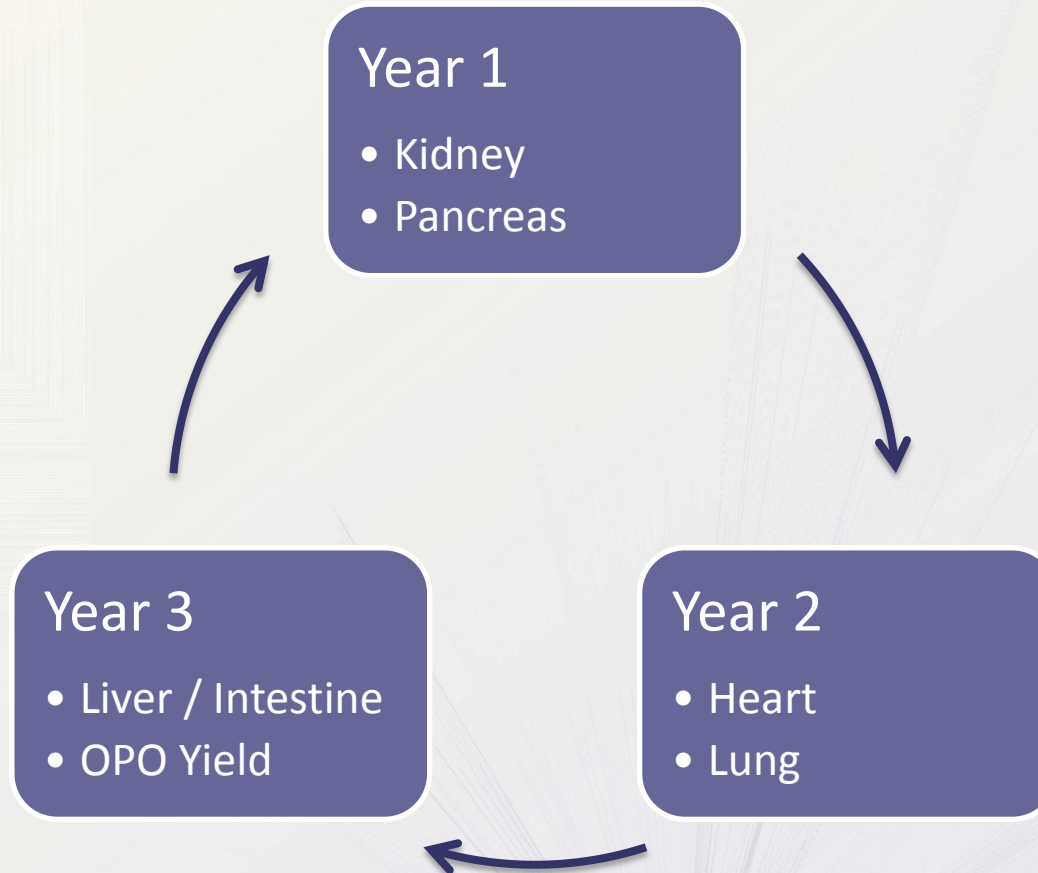 Year 1
• Kidney
• Pancreas
Year 2
• Heart
• Lung
Year 3
• Liver / Intestine
• OPO Yield